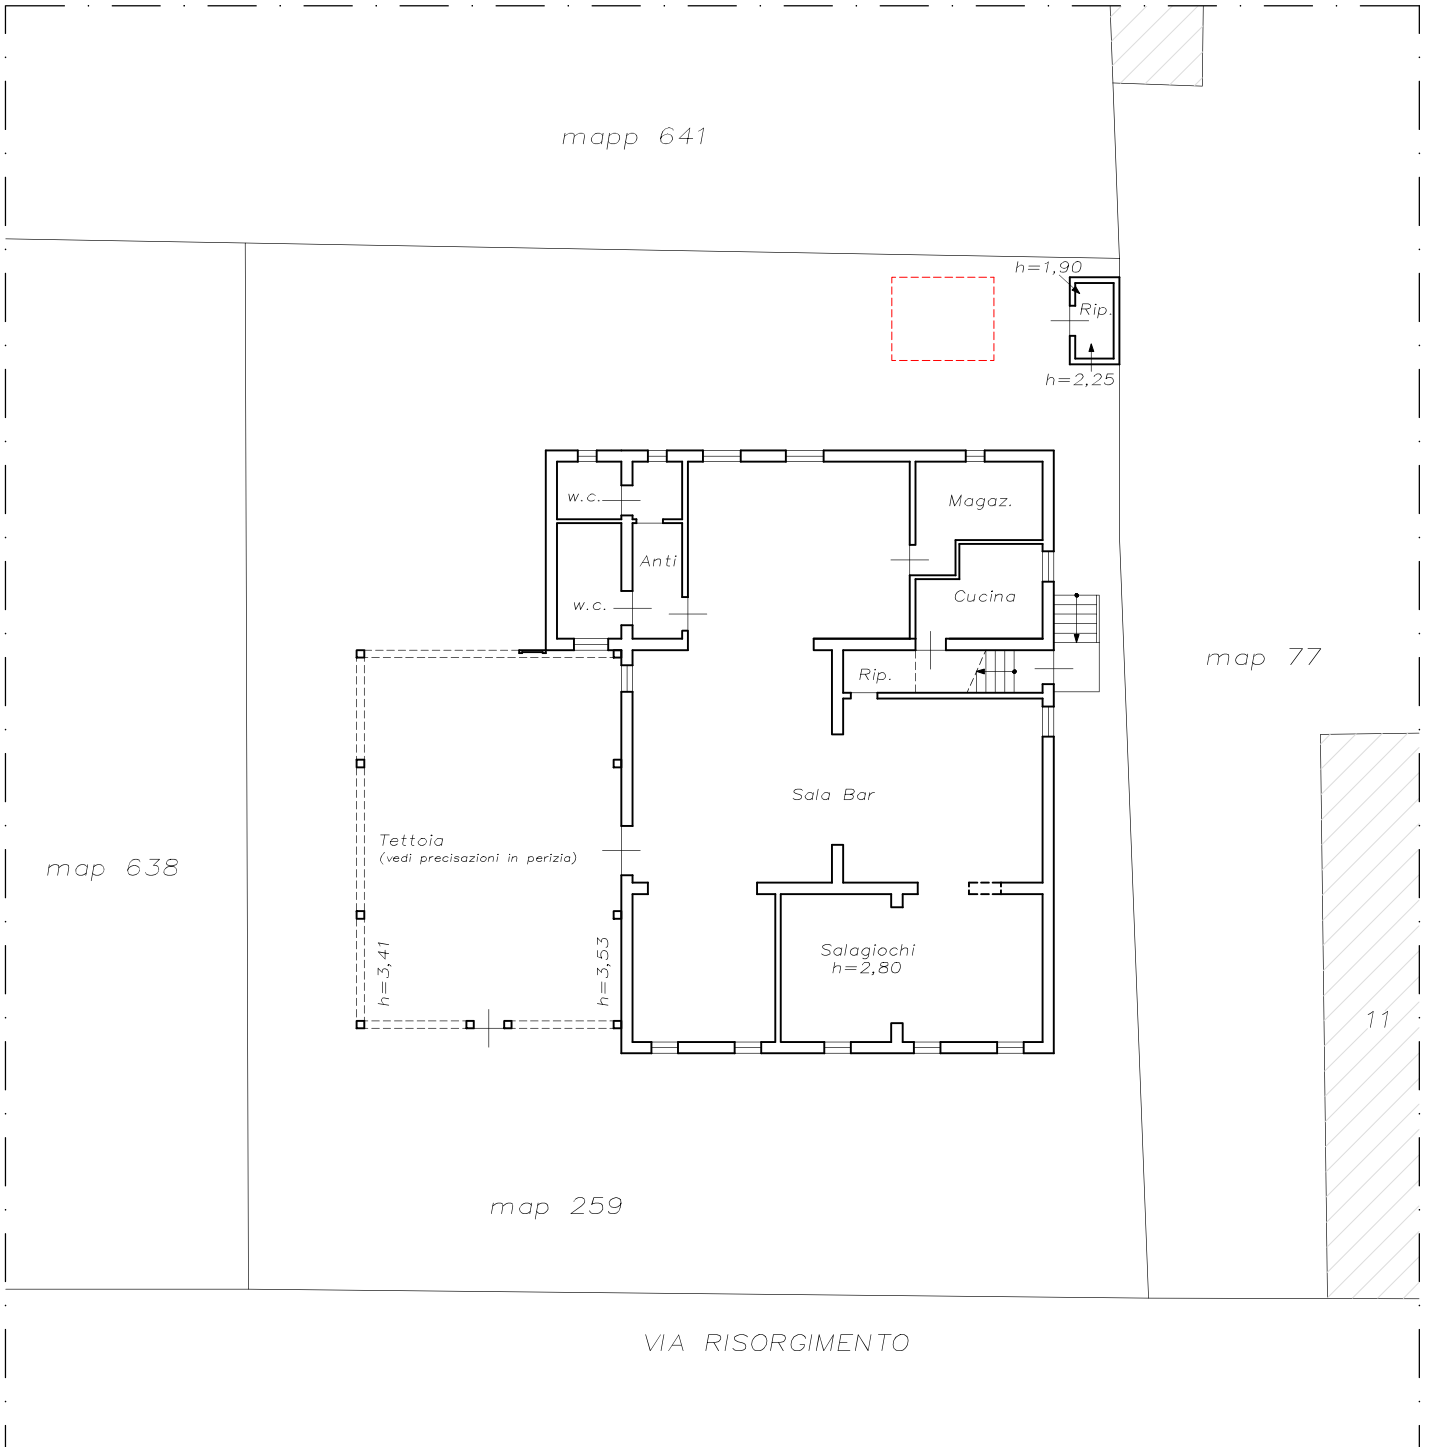 mapp 641
h=1,90
Rip.
h=2,25
w.c.
Magaz.
Anti
Cucina
w.c.
map 77
Rip.
Sala Bar
Tettoia
(vedi precisazioni in perizia)
map 638
h=3,41
h=3,53
Salagiochi
h=2,80
11
map 259
VIA RISORGIMENTO